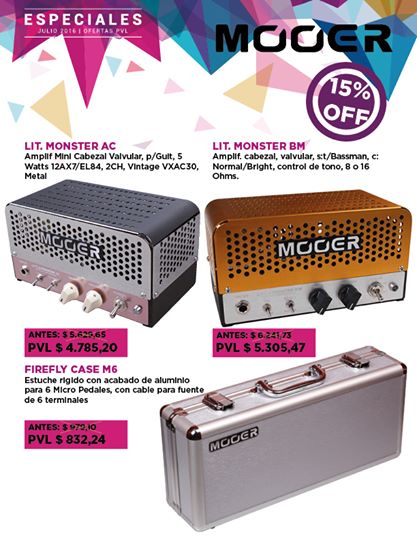 ESPECIALES
JULIO 2016 | OFERTAS PVL
MOOER
15%
OFF
LIT. MONSTER AC
Amplif Mini Cabezal Valvular, p/Guit, 5
Watts 12AX7/EL84, 2CH, Vintage VXAC30,
Metal
LIT. MONSTER BM
Amplif. cabezal, valvular, s:t/Bassman, c:
Normal/Bright, control de tono, 8 o 16
Ohms.
MOOER
MOOER
ANTES: $ 5.629,65
PVL $ 4.785,20
ANTES: $ 6.241,73
PVL $ 5.305,47
FIREFLY CASE M6
Estuche rigido con acabado de aluminio
para 6 Micro Pedales, con cable para fuente
de 6 terminales
ANTES: $ 979,10
PVL $ 832,24
MOOER